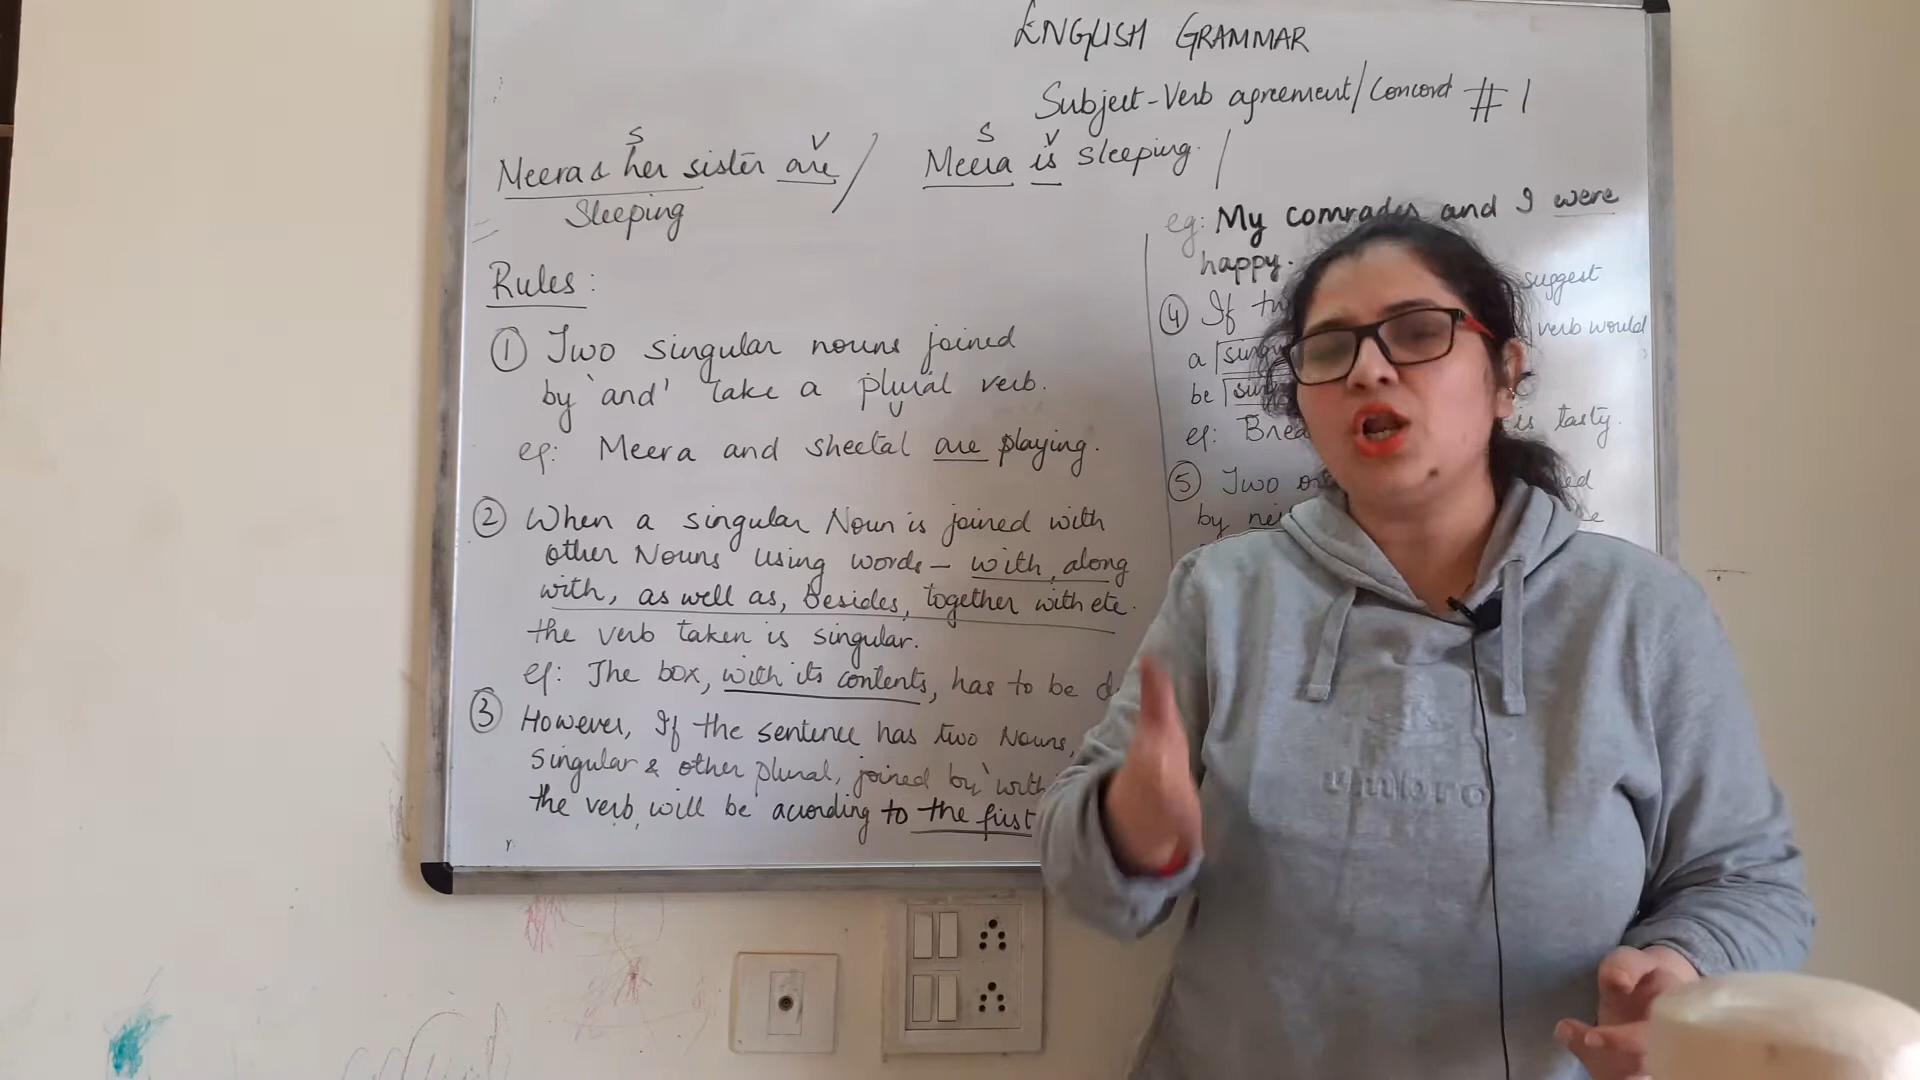 ENGLISH GRAMMAR
Subject-Verb agreement/Concord #1
S V
Meera & her sister are / 
Sleeping
S V
Meera is sleeping. /
Rules:
① Two singular nouns joined
by 'and' take a plural verb.
eg: Meera and sheetal are playing.
② When a singular Noun is joined with
other Nouns using words – with, along
with, as well as, Besides, together with etc.
the verb taken is singular.
eg: The box, with its contents, has to be
③ However, If the sentence has two Nouns,
singular & other plural, joined by 'with
the verb will be acording to the first
eg: My comrades and I were
happy.
④ If suggest
a verb would
be
eg: is tasty.
⑤ Two
by
umbro